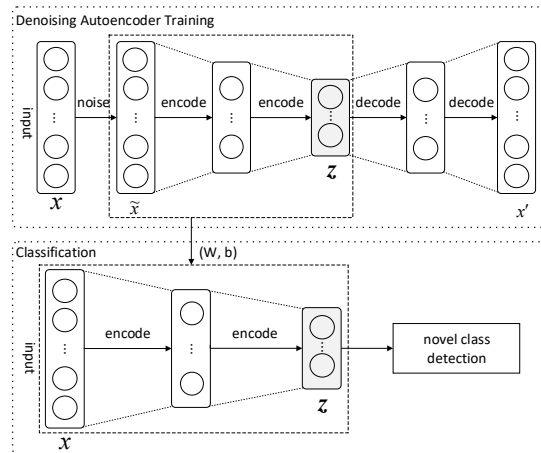 Denoising Autoencoder Training
input
noise
encode
encode
decode
decode
x
x̃
z
x′
(W, b)
Classification
input
encode
encode
novel class
detection
x
z